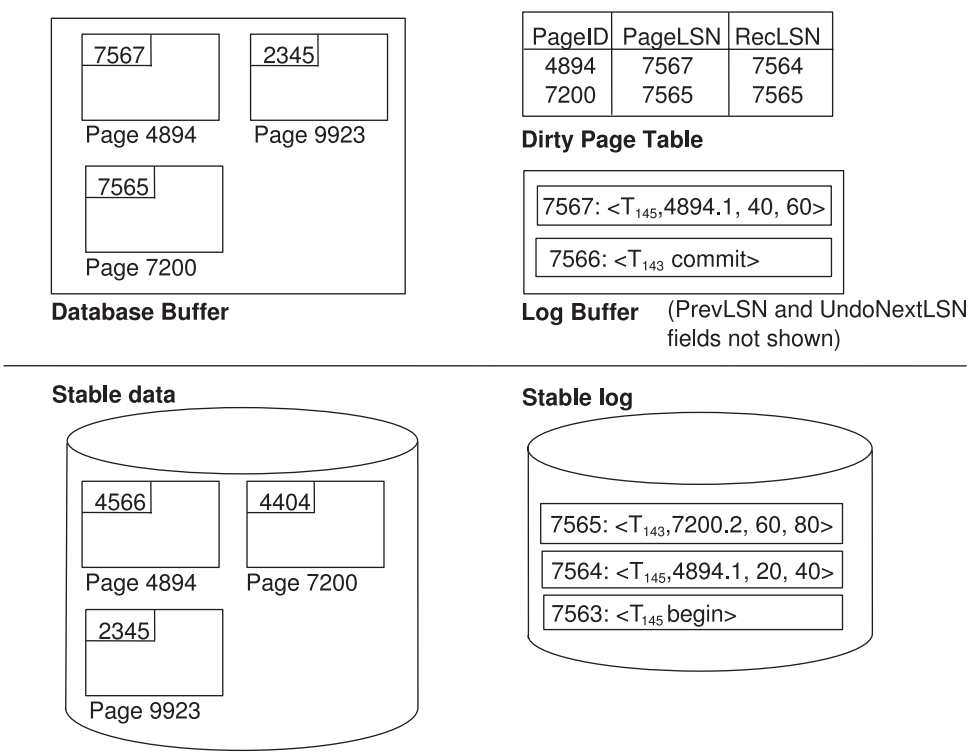 7567
2345
Page 4894
Page 9923
7565
Page 7200
Database Buffer
PageID PageLSN RecLSN
4894 7567 7564
7200 7565 7565
Dirty Page Table
7567: <T145,4894.1, 40, 60>
7566: <T143 commit>
Log Buffer
(PrevLSN and UndoNextLSN
fields not shown)
Stable data
4566
4404
Page 4894
Page 7200
2345
Page 9923
Stable log
7565: <T143,7200.2, 60, 80>
7564: <T145,4894.1, 20, 40>
7563: <T145 begin>